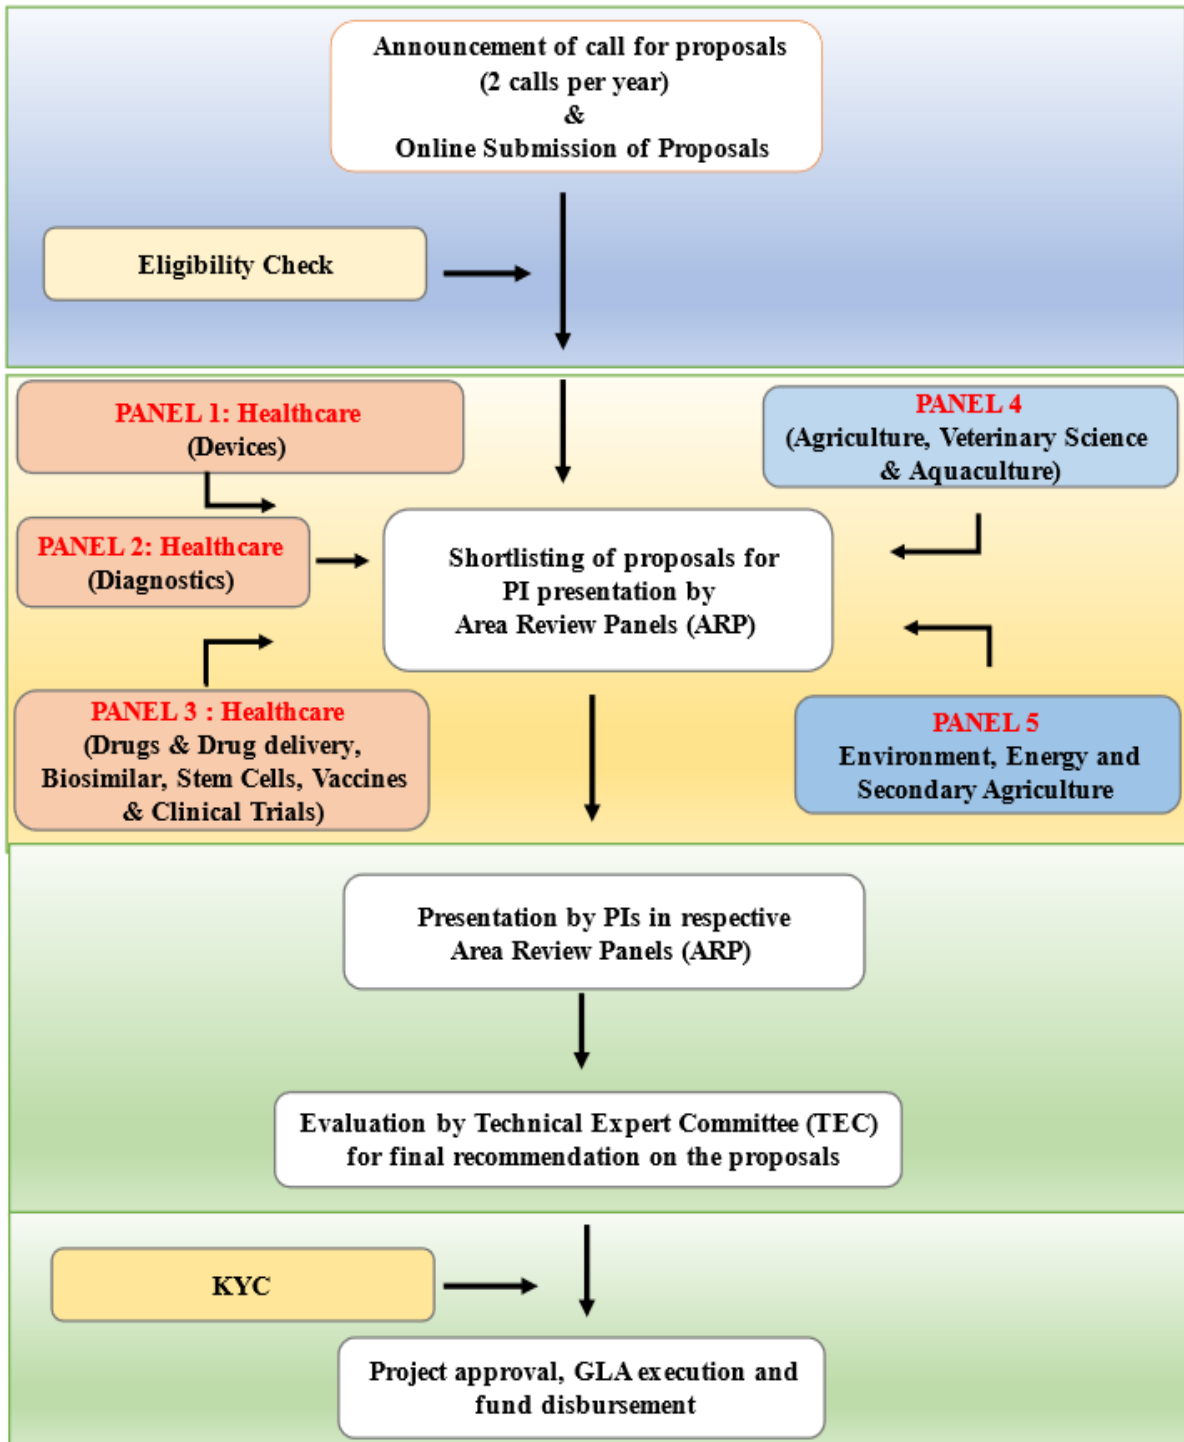 Announcement of call for proposals
(2 calls per year)
&
Online Submission of Proposals
Eligibility Check
PANEL 1: Healthcare
(Devices)
PANEL 4
(Agriculture, Veterinary Science
& Aquaculture)
PANEL 2: Healthcare
(Diagnostics)
Shortlisting of proposals for
PI presentation by
Area Review Panels (ARP)
PANEL 3 : Healthcare
(Drugs & Drug delivery,
Biosimilar, Stem Cells, Vaccines
& Clinical Trials)
PANEL 5
Environment, Energy and
Secondary Agriculture
Presentation by PIs in respective
Area Review Panels (ARP)
Evaluation by Technical Expert Committee (TEC)
for final recommendation on the proposals
KYC
Project approval, GLA execution and
fund disbursement